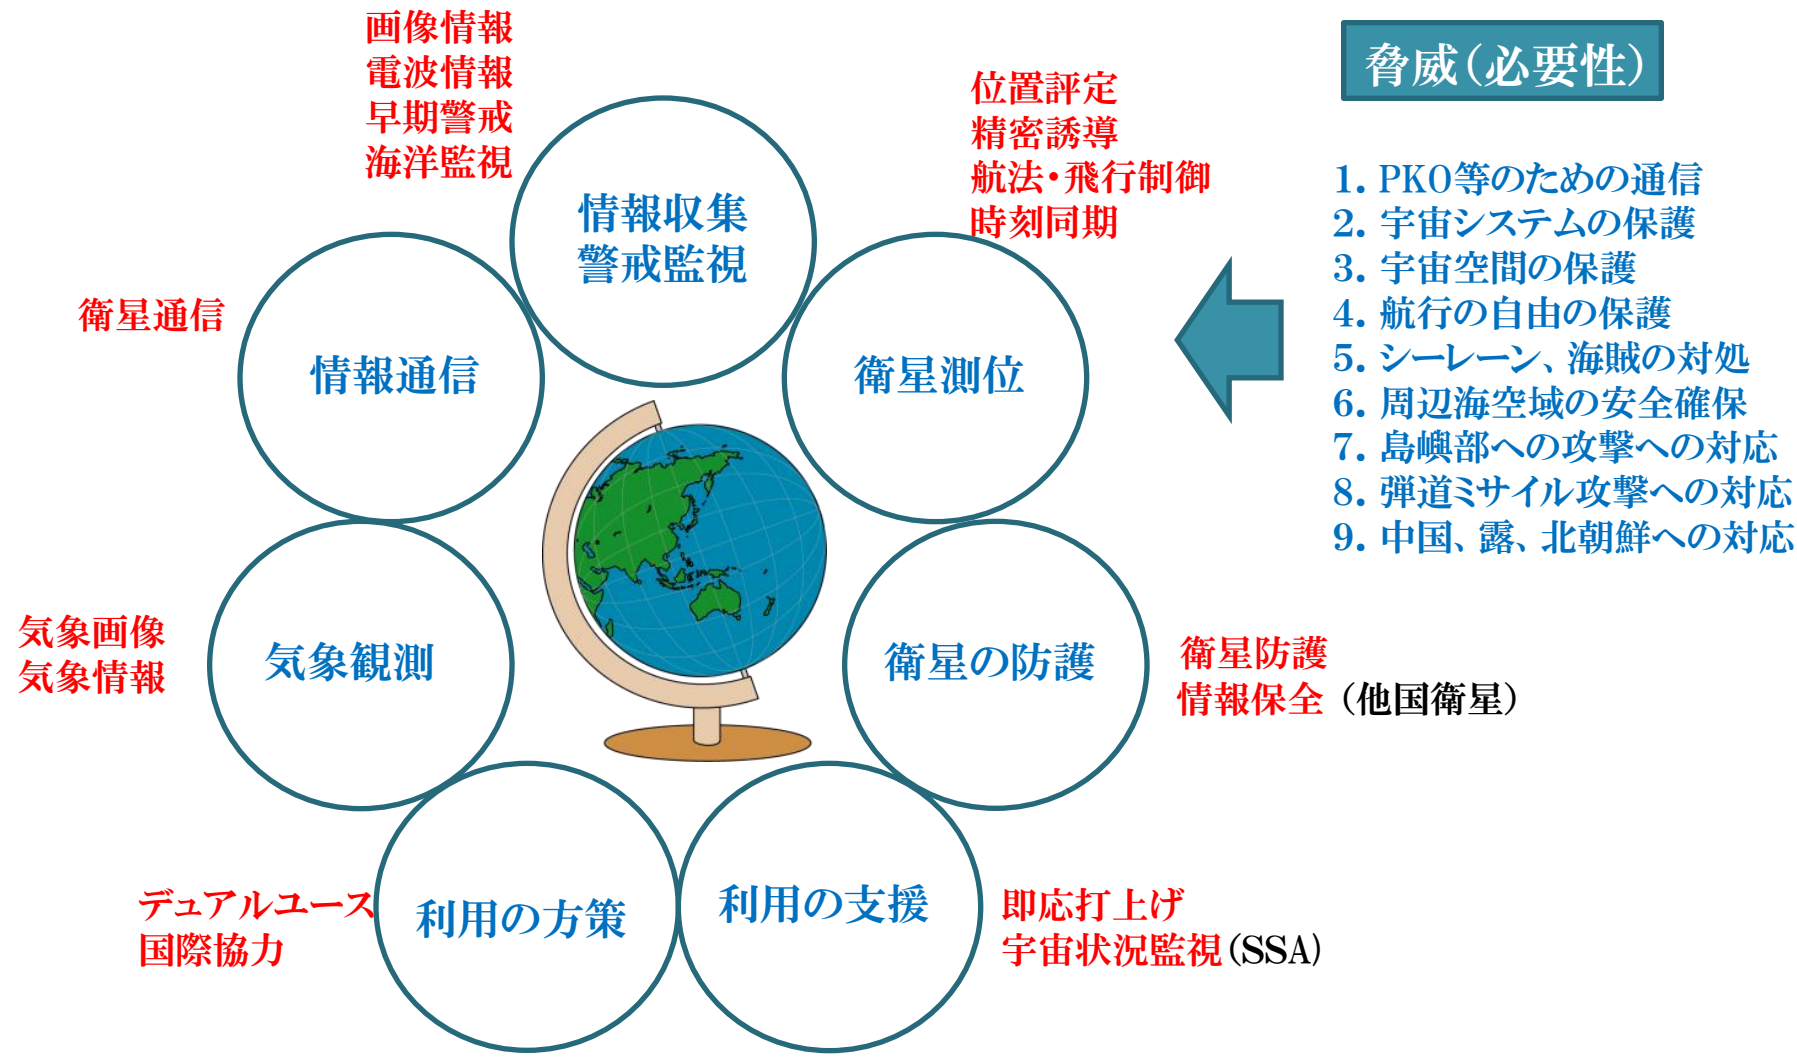 画像情報
電波情報
早期警戒
海洋監視
情報収集
警戒監視
位置評定
精密誘導
航法・飛行制御
時刻同期
衛星通信
情報通信
衛星測位
気象画像
気象情報
気象観測
衛星の防護
衛星防護
情報保全（他国衛星）
デュアルユース
国際協力
利用の方策
利用の支援
即応打上げ
宇宙状況監視(SSA)
脅威(必要性)
1. PKO等のための通信
2. 宇宙システムの保護
3. 宇宙空間の保護
4. 航行の自由の保護
5. シーレーン、海賊の対処
6. 周辺海空域の安全確保
7. 島嶼部への攻撃への対応
8. 弾道ミサイル攻撃への対応
9. 中国、露、北朝鮮への対応